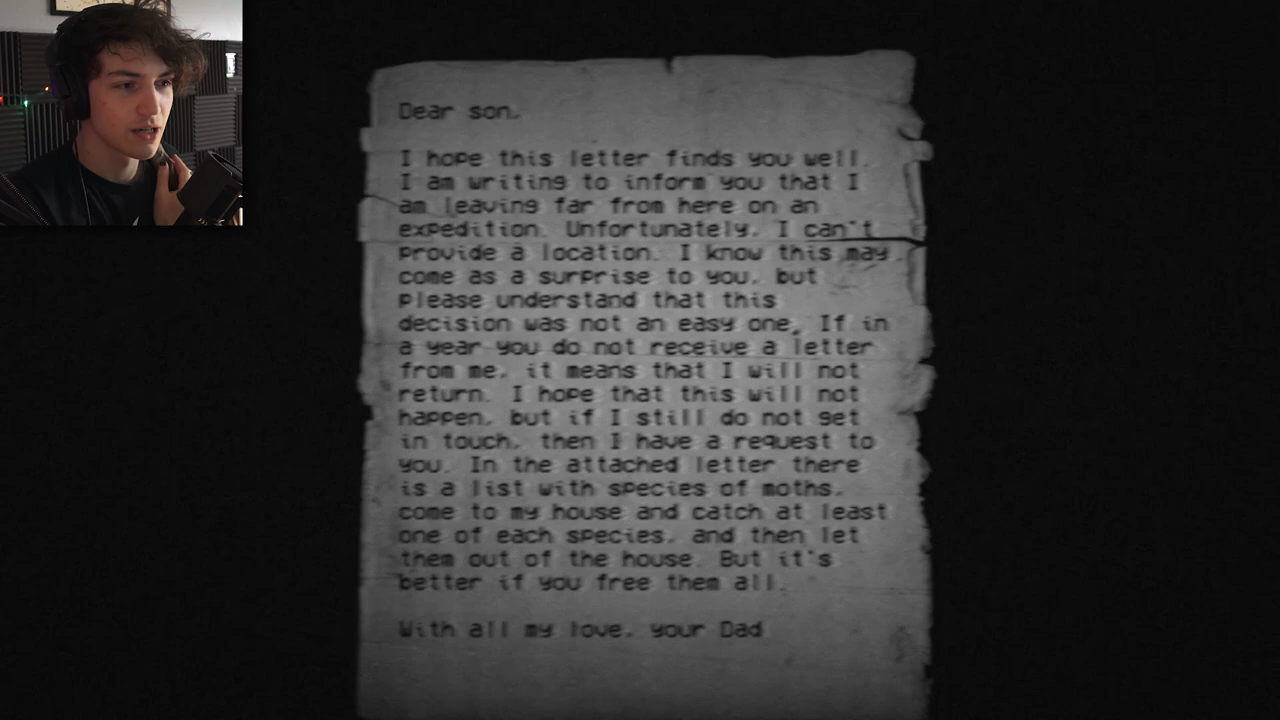 Dear son,
I hope this letter finds you well.
I am writing to inform you that I
am leaving far from here on an
expedition. Unfortunately, I can't
provide a location. I know this may
come as a surprise to you, but
please understand that this
decision was not an easy one, If in
a year you do not receive a letter
from me, it means that I will not
return. I hope that this will not
happen, but if I still do not get
in touch, then I have a request to
you. In the attached letter there
is a list with species of moths.
come to my house and catch at least
one of each species, and then let
them out of the house. But it's
better if you free them all.
With all my love, your Dad